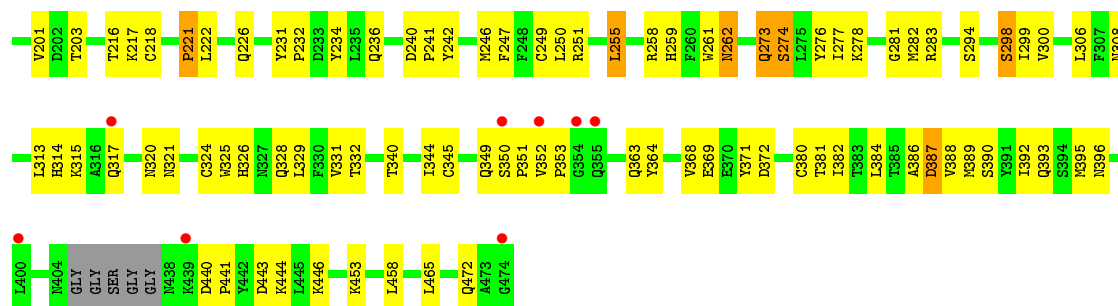 V201 D202 T203 T216 K217 C218 P221 L222 Q226 Y231 P232 D233 Y234 L235 Q236 D240 P241 Y242 M246 F247 F248 C249 L250 R251 L255 R258 H259 F260 W261 N262 Q273 S274 L275 Y276 I277 K278 G281 M282 R283 S294 S298 I299 V300 L306 F307 N308
L313 H314 K315 A316 Q317 N320 N321 C324 W325 H326 N327 Q328 L329 F330 V331 T332 T340 I344 C345 Q349 S350 P351 V352 P353 G354 Q355 Q363 Y364 V368 E369 E370 Y371 D372 C380 T381 I382 T383 L384 T385 A386 D387 V388 M389 S390 Y391 I392 Q393 S394 M395 N396
L400 N404 GLY GLY SER GLY GLY N438 K439 D440 P441 Y442 D443 K444 L445 K446 K453 L458 L465 Q472 A473 G474